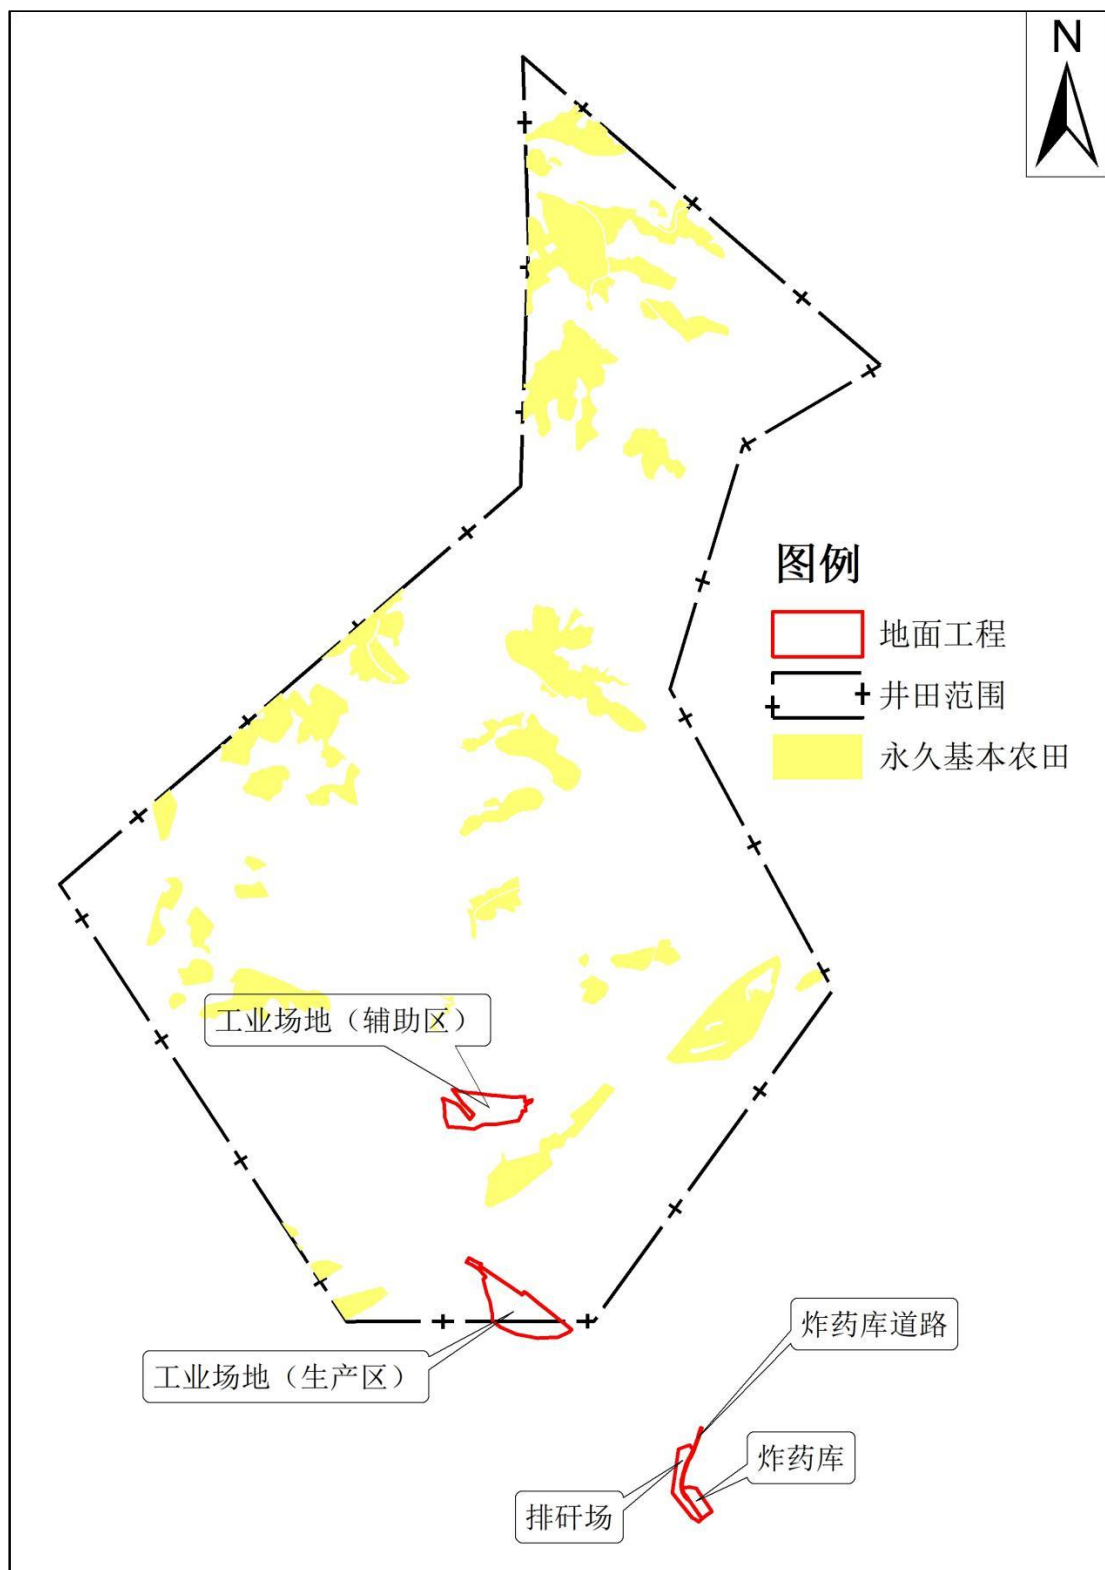 N
图例
地面工程
井田范围
永久基本农田
工业场地（辅助区）
工业场地（生产区）
炸药库道路
炸药库
排矸场